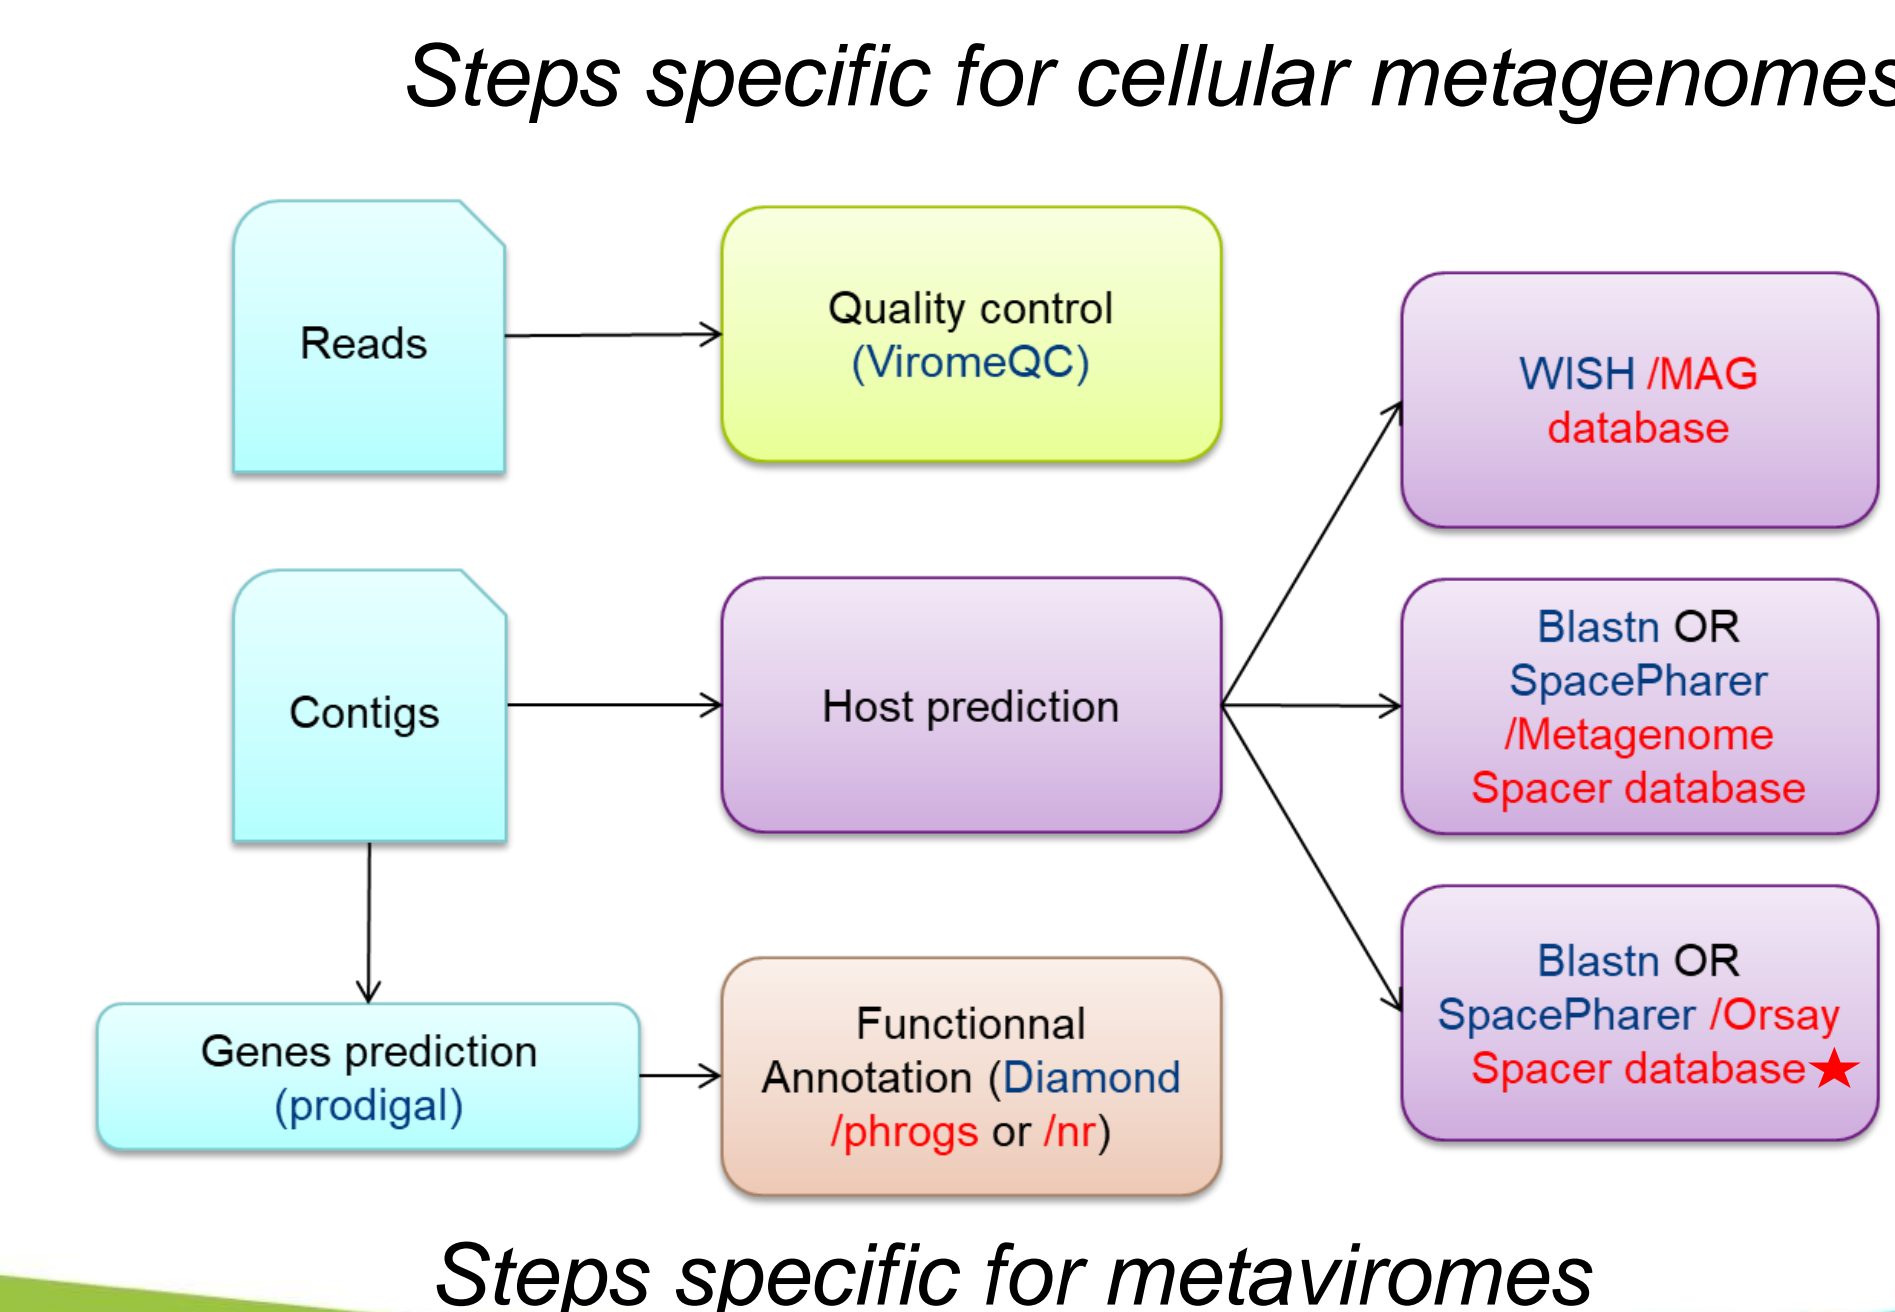 Steps specific for cellular metagenomes
Reads
Quality control
(ViromeQC)
WISH /MAG
database
Contigs
Host prediction
Blastn OR
SpacePharer
/Metagenome
Spacer database
Blastn OR
SpacePharer /Orsay
Spacer database
Genes prediction
(prodigal)
Functionnal
Annotation (Diamond
/phrogs or /nr)
Steps specific for metaviromes